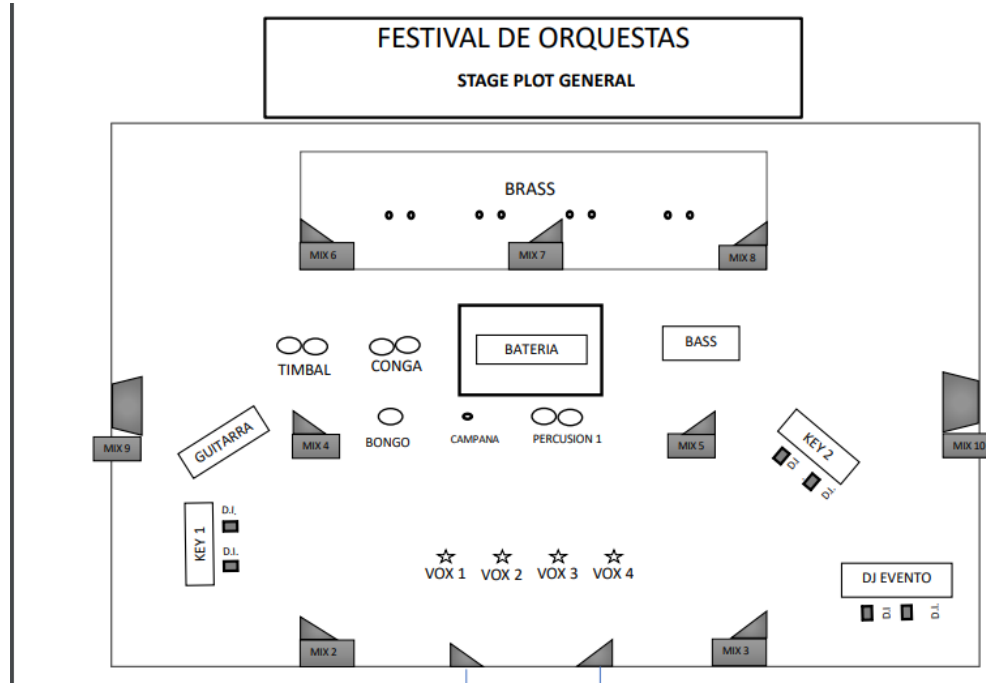 FESTIVAL DE ORQUESTAS
STAGE PLOT GENERAL
BRASS
MIX 6
MIX 7
MIX 8
BATERIA
BASS
TIMBAL
CONGA
BONGO
CAMPANA
PERCUSION 1
MIX 9
GUITARRA
MIX 4
MIX 5
KEY 2
MIX 10
D.I
D.I.
KEY 1
D.I.
D.I.
VOX 1
VOX 2
VOX 3
VOX 4
DJ EVENTO
D.I
D.I.
MIX 2
MIX 3